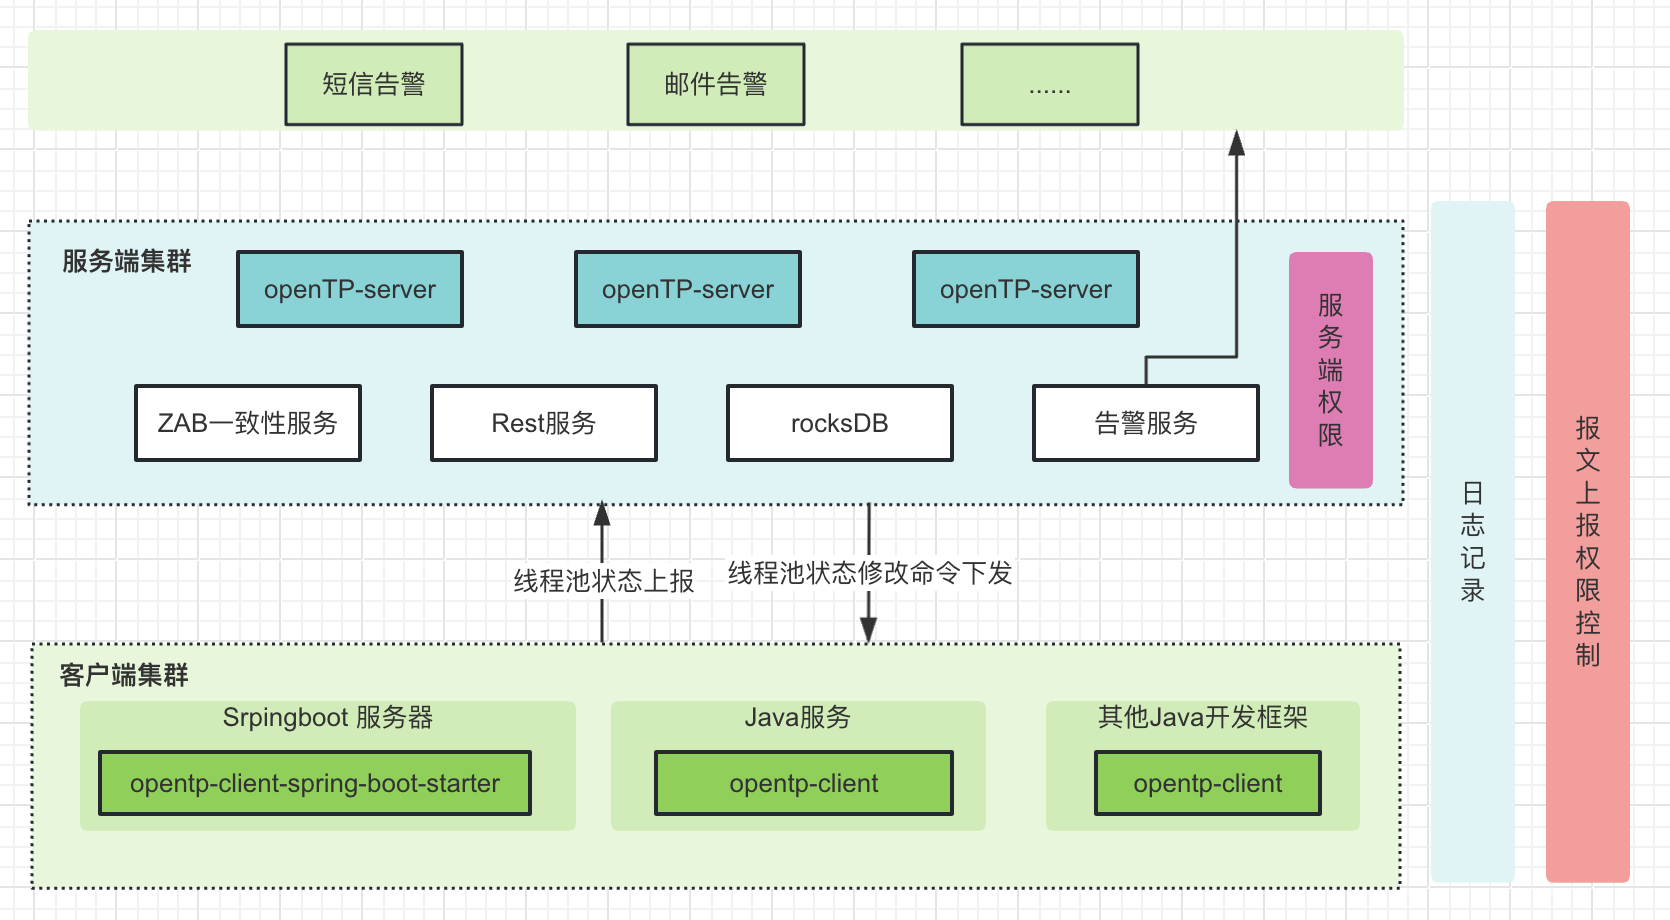 短信告警
邮件告警
......
服务端集群
openTP-server
openTP-server
openTP-server
服务端权限
ZAB一致性服务
Rest服务
rocksDB
告警服务
线程池状态上报
线程池状态修改命令下发
客户端集群
Srpingboot 服务器
opentp-client-spring-boot-starter
Java服务
opentp-client
其他Java开发框架
opentp-client
日志记录
报文上报权限控制